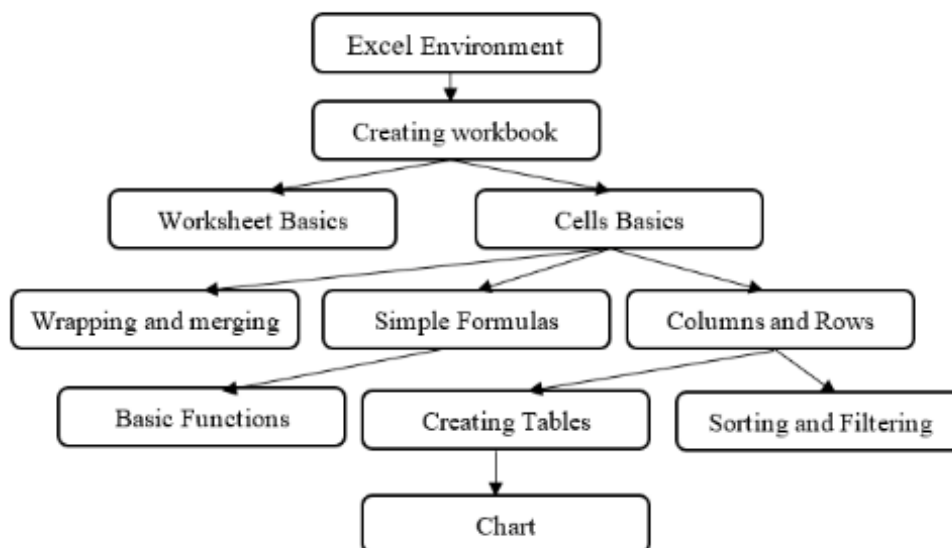 Excel Environment
Creating workbook
Worksheet Basics
Cells Basics
Wrapping and merging
Simple Formulas
Columns and Rows
Basic Functions
Creating Tables
Sorting and Filtering
Chart